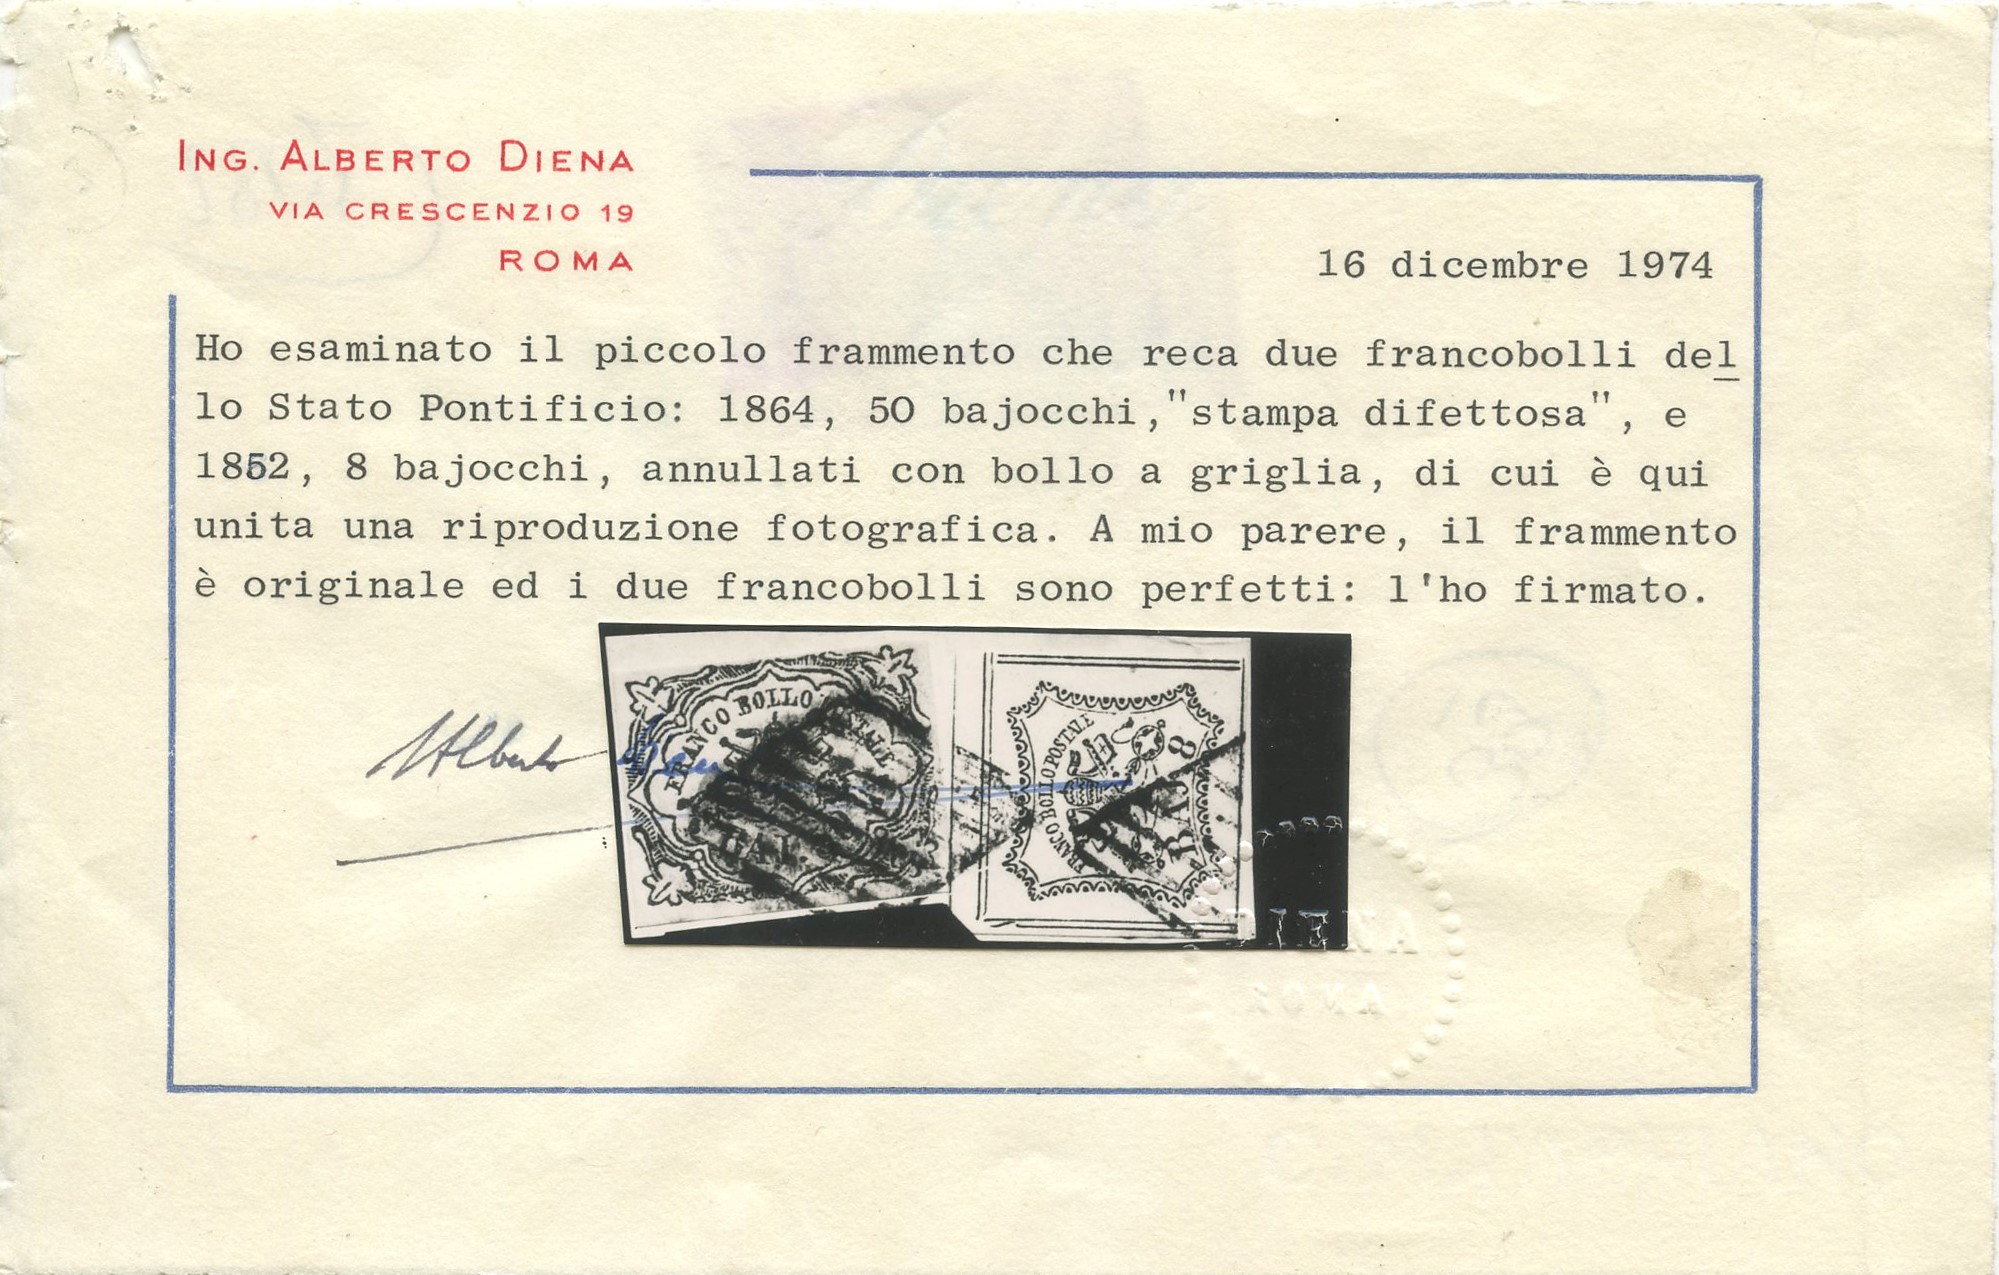 ING. ALBERTO DIENA
VIA CRESCENZIO 19
ROMA
16 dicembre 1974
Ho esaminato il piccolo frammento che reca due francobolli del
lo Stato Pontificio: 1864, 50 bajocchi,"stampa difettosa", e
1852, 8 bajocchi, annullati con bollo a griglia, di cui è qui
unita una riproduzione fotografica. A mio parere, il frammento
è originale ed i due francobolli sono perfetti: l'ho firmato.
Alberto Diena
FRANCO BOLLO POSTALE
BAJ.
FRANCO BOLLO POSTALE
BAJ 8